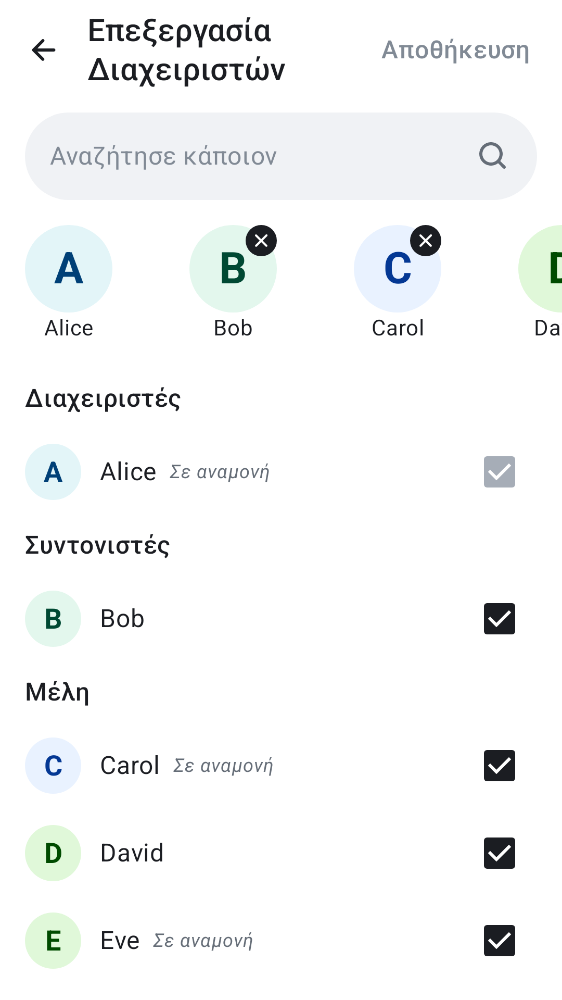 Επεξεργασία
Διαχειριστών
Αποθήκευση
Αναζήτησε κάποιον
A B C
Alice Bob Carol Da
Διαχειριστές
A Alice Σε αναμονή
Συντονιστές
B Bob
Μέλη
C Carol Σε αναμονή
D David
E Eve Σε αναμονή